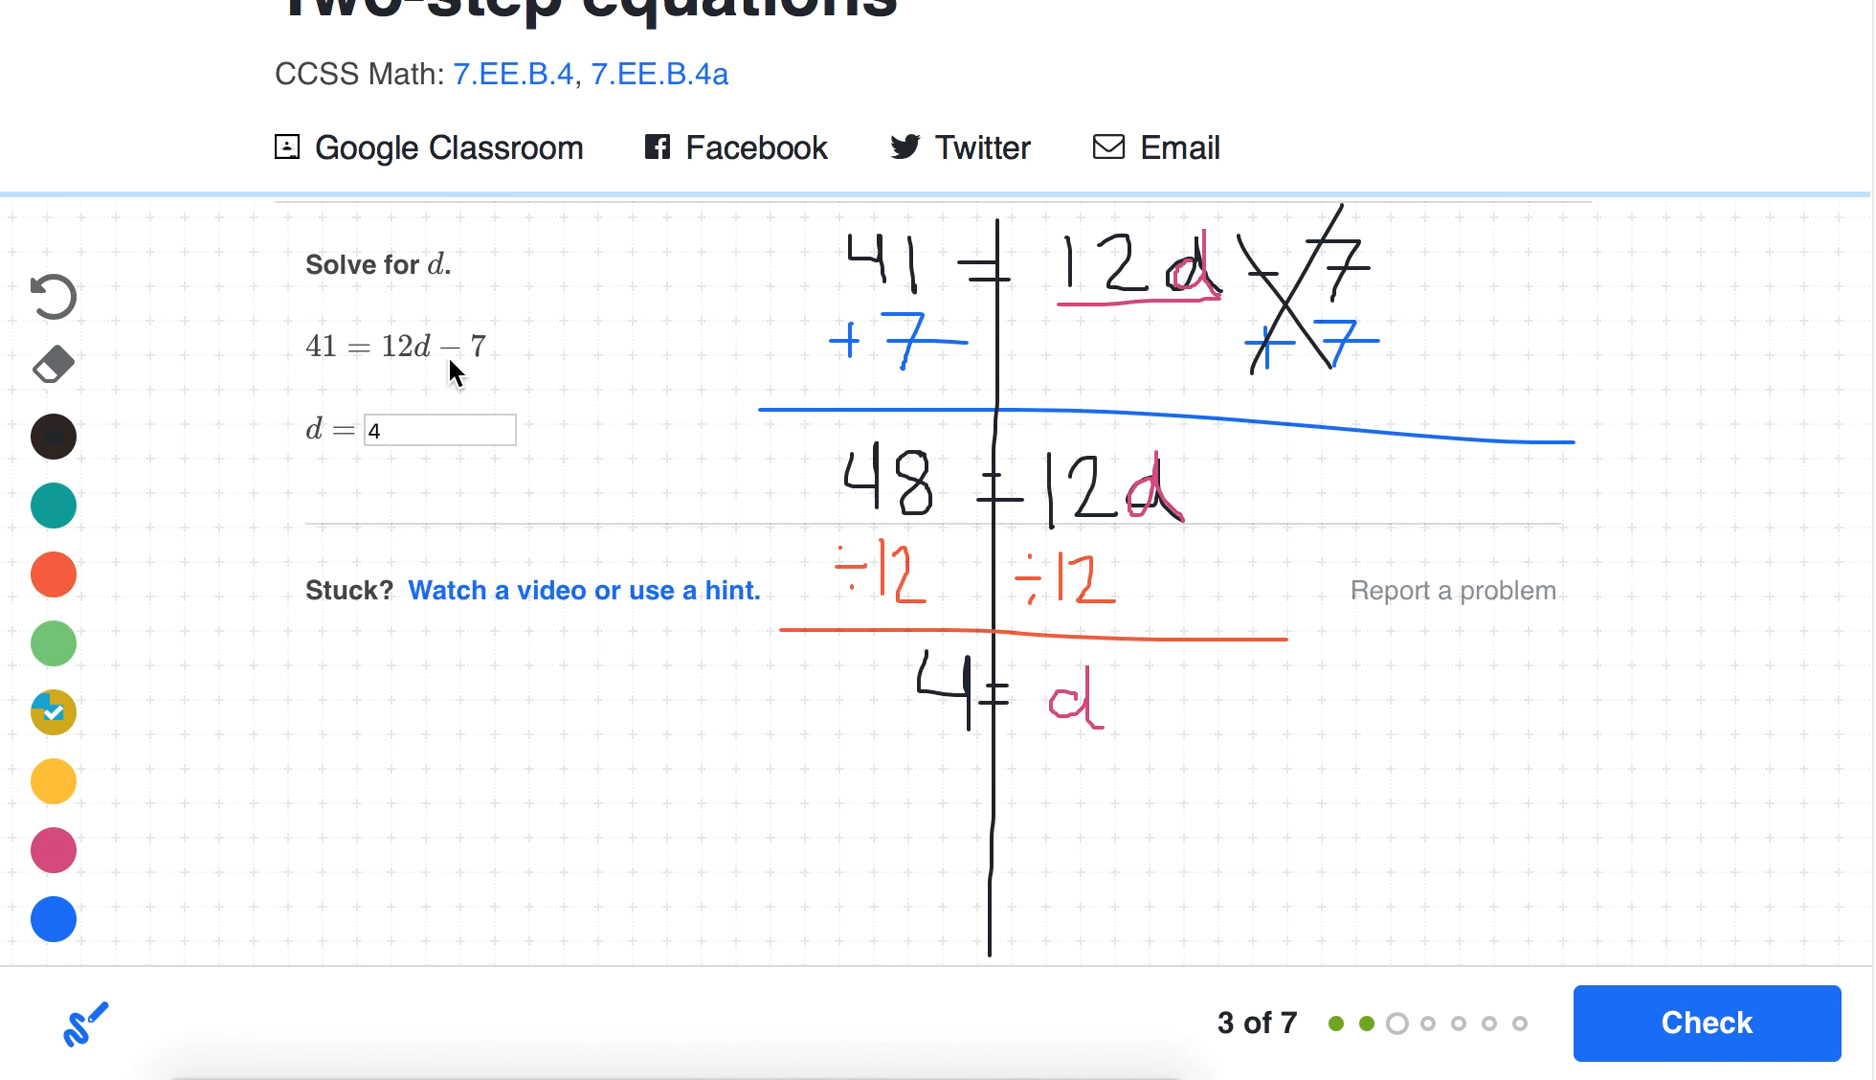 Two-step equations
CCSS Math: 7.EE.B.4, 7.EE.B.4a
Google Classroom Facebook Twitter Email
Solve for d.
41 = 12d − 7
d = 4
Stuck? Watch a video or use a hint.
Report a problem
41 = 12d − 7
+ 7 + 7
48 = 12d
÷12 ÷12
4 = d
3 of 7
Check